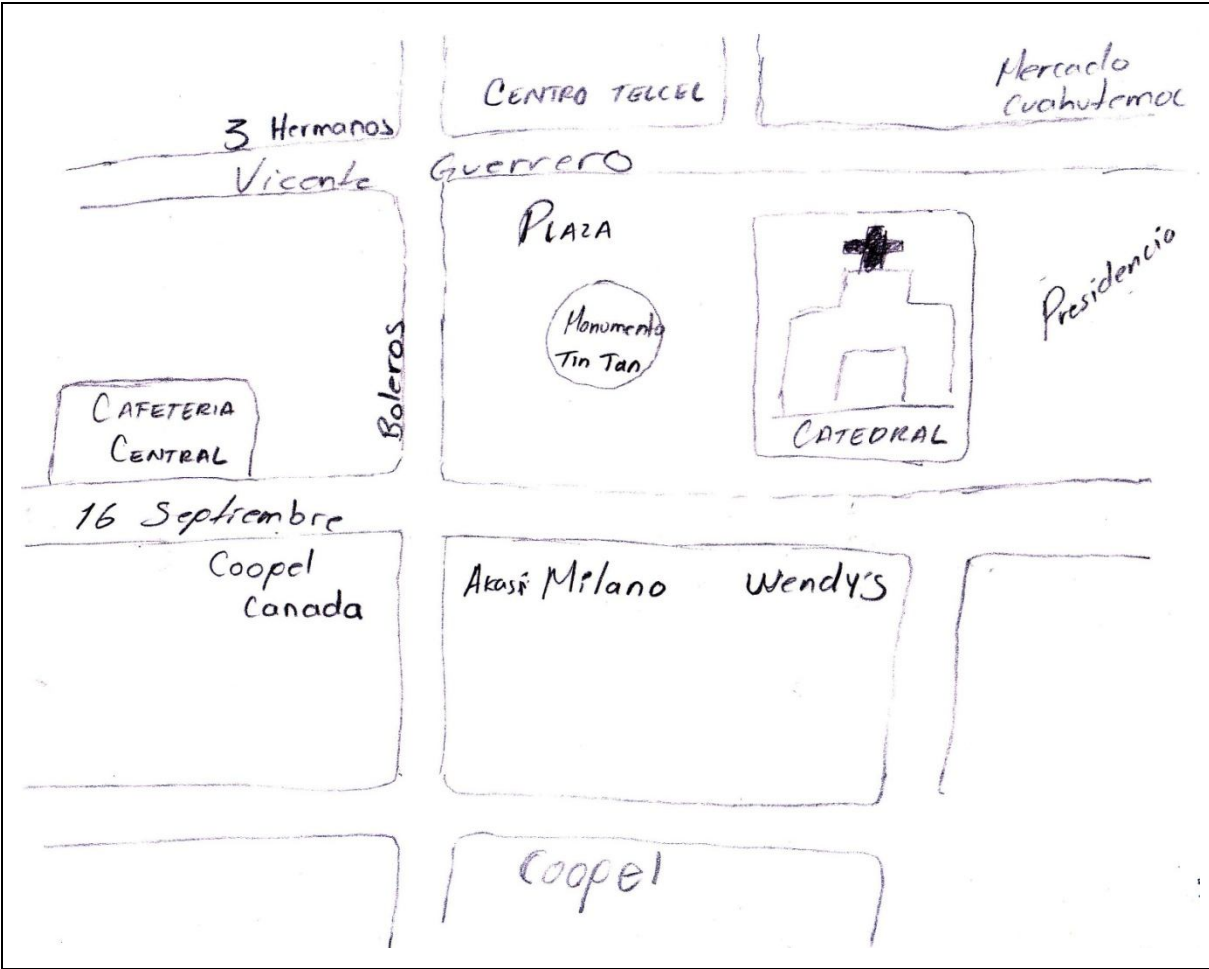 CENTRO TELCEL
Mercado
Cuahutemoc
3 Hermanos
Vicente Guerrero
PLAZA
Presidencia
Monumento
Tin Tan
Boleros
CAFETERIA
CENTRAL
CATEDRAL
16 Septiembre
Coopel
Canada
Akasi Milano
Wendy's
Coopel